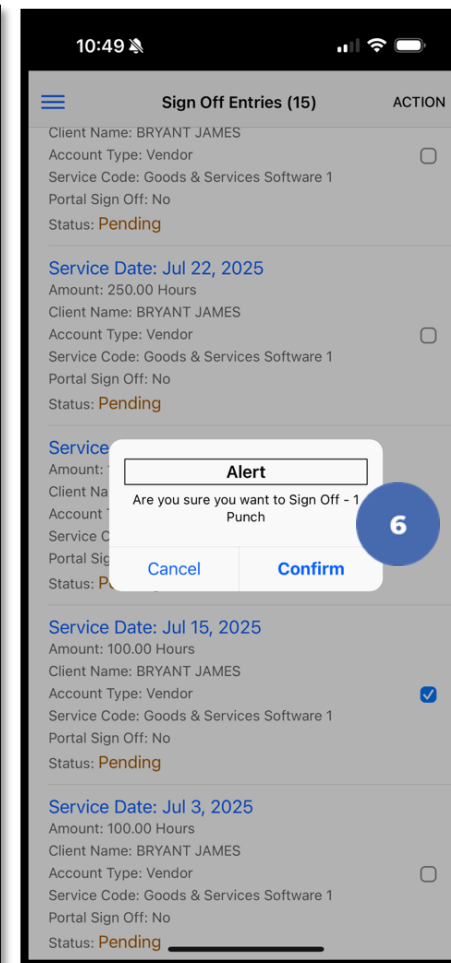 10:49
Sign Off Entries (15) ACTION
Client Name: BRYANT JAMES
Account Type: Vendor
Service Code: Goods & Services Software 1
Portal Sign Off: No
Status: Pending
Service Date: Jul 22, 2025
Amount: 250.00 Hours
Client Name: BRYANT JAMES
Account Type: Vendor
Service Code: Goods & Services Software 1
Portal Sign Off: No
Status: Pending
Service
Amount:
Client Na
Account
Service C
Portal Sig
Status: P
Alert
Are you sure you want to Sign Off - 1
Punch
Cancel Confirm
6
Service Date: Jul 15, 2025
Amount: 100.00 Hours
Client Name: BRYANT JAMES
Account Type: Vendor
Service Code: Goods & Services Software 1
Portal Sign Off: No
Status: Pending
Service Date: Jul 3, 2025
Amount: 100.00 Hours
Client Name: BRYANT JAMES
Account Type: Vendor
Service Code: Goods & Services Software 1
Portal Sign Off: No
Status: Pending